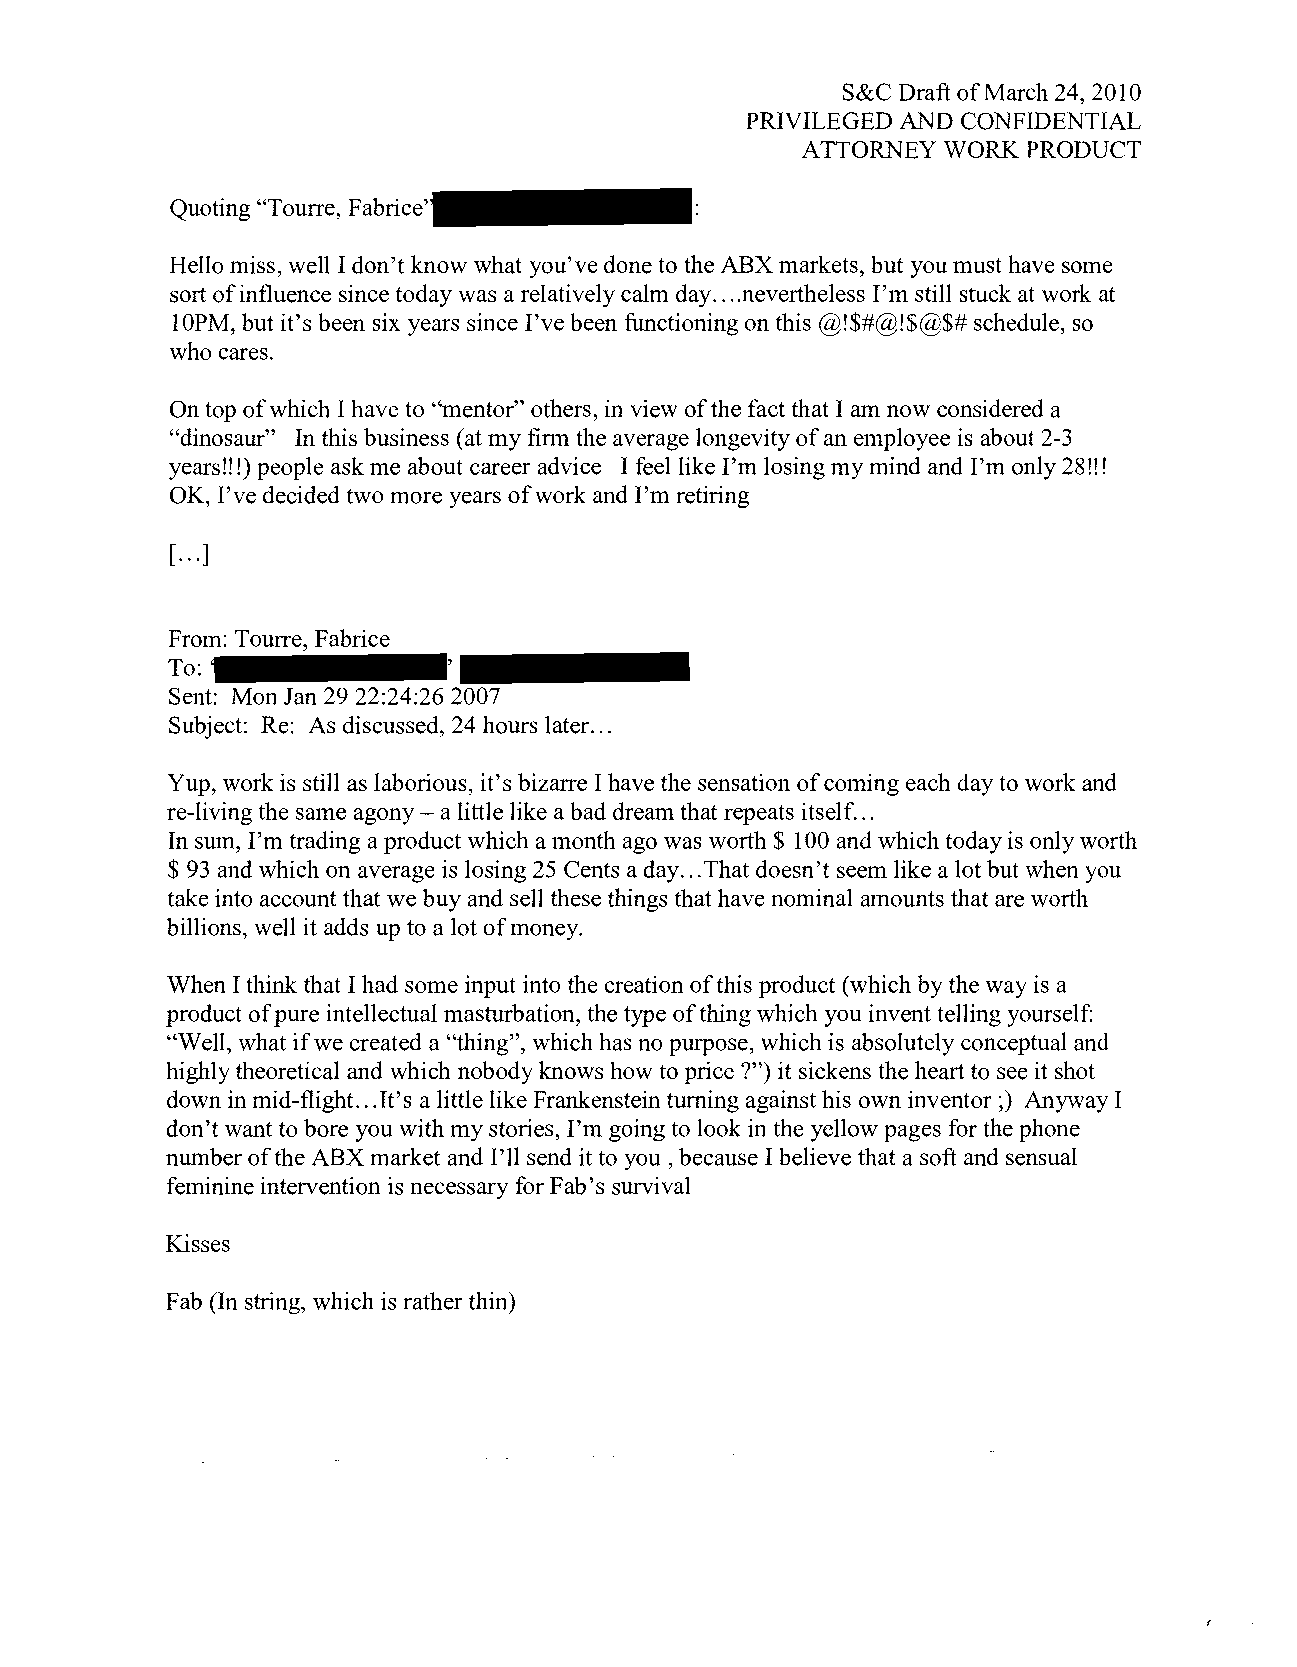 S&C Draft of March 24, 2010
PRIVILEGED AND CONFIDENTIAL
ATTORNEY WORK PRODUCT
Quoting “Tourre, Fabrice” :
Hello miss, well I don’t know what you’ve done to the ABX markets, but you must have some
sort of influence since today was a relatively calm day....nevertheless I’m still stuck at work at
10PM, but it’s been six years since I’ve been functioning on this @!$#@!$@$# schedule, so
who cares.
On top of which I have to “mentor” others, in view of the fact that I am now considered a
“dinosaur” In this business (at my firm the average longevity of an employee is about 2-3
years!!!) people ask me about career advice I feel like I’m losing my mind and I’m only 28!!!
OK, I’ve decided two more years of work and I’m retiring
[...]
From: Tourre, Fabrice
To: ‘ ’
Sent: Mon Jan 29 22:24:26 2007
Subject: Re: As discussed, 24 hours later...
Yup, work is still as laborious, it’s bizarre I have the sensation of coming each day to work and
re-living the same agony – a little like a bad dream that repeats itself...
In sum, I’m trading a product which a month ago was worth $ 100 and which today is only worth
$ 93 and which on average is losing 25 Cents a day...That doesn’t seem like a lot but when you
take into account that we buy and sell these things that have nominal amounts that are worth
billions, well it adds up to a lot of money.
When I think that I had some input into the creation of this product (which by the way is a
product of pure intellectual masturbation, the type of thing which you invent telling yourself:
“Well, what if we created a “thing”, which has no purpose, which is absolutely conceptual and
highly theoretical and which nobody knows how to price ?”) it sickens the heart to see it shot
down in mid-flight...It’s a little like Frankenstein turning against his own inventor ;) Anyway I
don’t want to bore you with my stories, I’m going to look in the yellow pages for the phone
number of the ABX market and I’ll send it to you , because I believe that a soft and sensual
feminine intervention is necessary for Fab’s survival
Kisses
Fab (In string, which is rather thin)